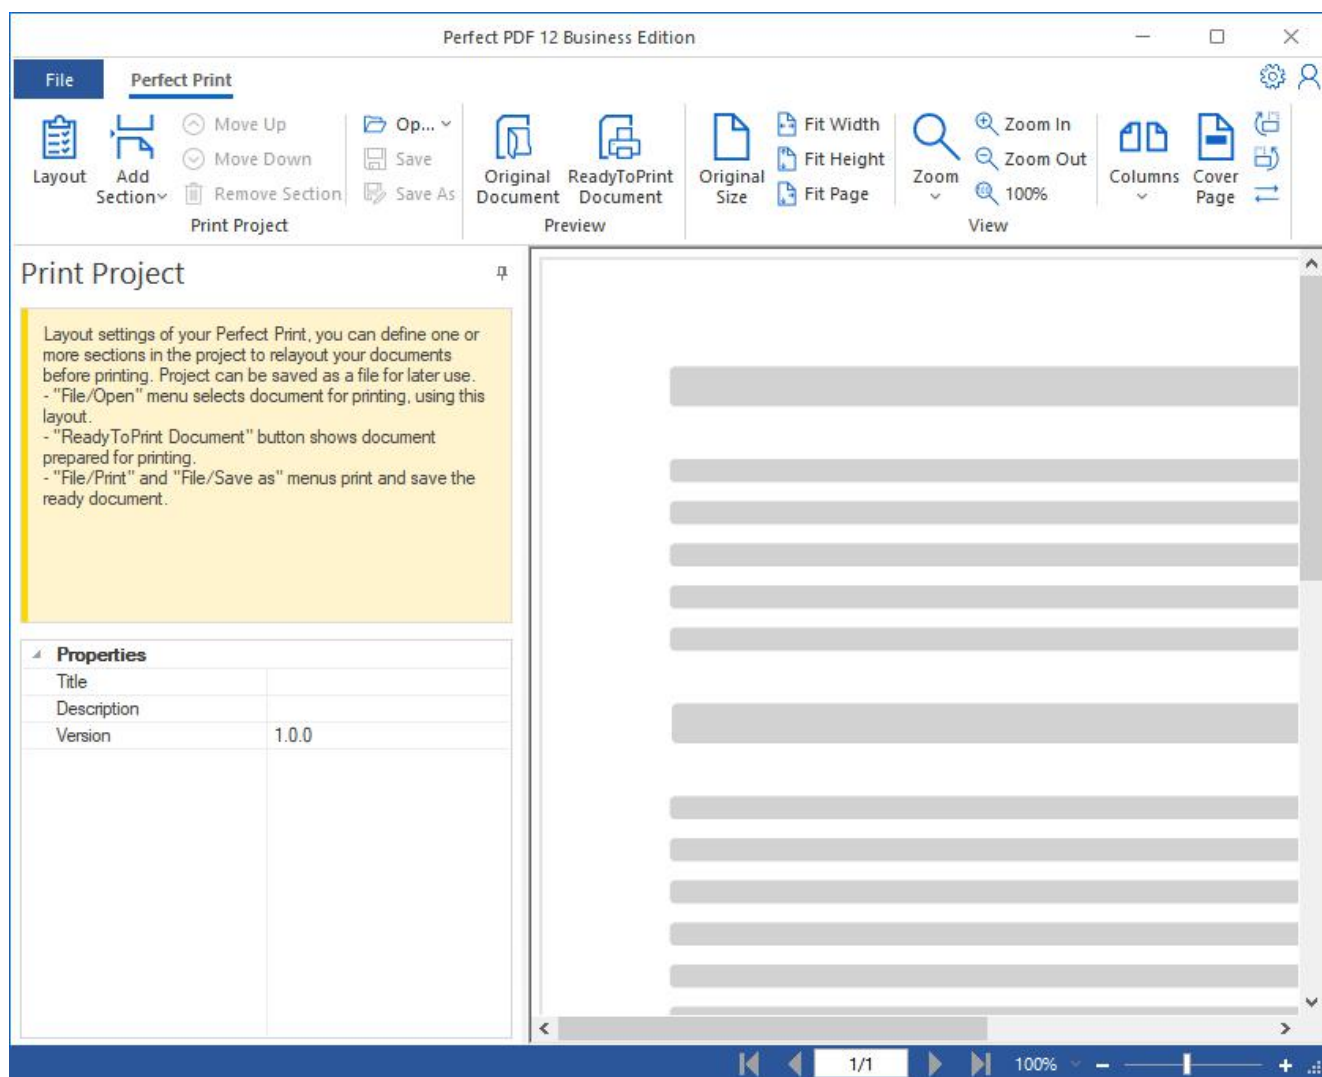 Perfect PDF 12 Business Edition
File
Perfect Print
Layout
Add
Section
Move Up
Move Down
Remove Section
Op...
Save
Save As
Print Project
Original
Document
ReadyToPrint
Document
Preview
Original
Size
Fit Width
Fit Height
Fit Page
Zoom
Zoom In
Zoom Out
100%
Columns
Cover
Page
View
Print Project
Layout settings of your Perfect Print, you can define one or
more sections in the project to relayout your documents
before printing. Project can be saved as a file for later use.
- "File/Open" menu selects document for printing, using this
layout.
- "ReadyToPrint Document" button shows document
prepared for printing.
- "File/Print" and "File/Save as" menus print and save the
ready document.
Properties
Title
Description
Version 1.0.0
1/1
100%